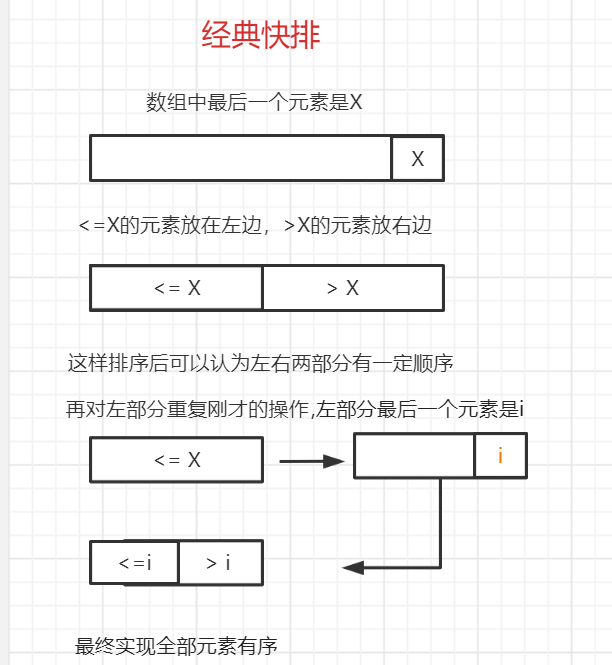 经典快排
数组中最后一个元素是X
X
<=X的元素放在左边，>X的元素放右边
<= X > X
这样排序后可以认为左右两部分有一定顺序
再对左部分重复刚才的操作,左部分最后一个元素是i
<= X i
<=i > i
最终实现全部元素有序